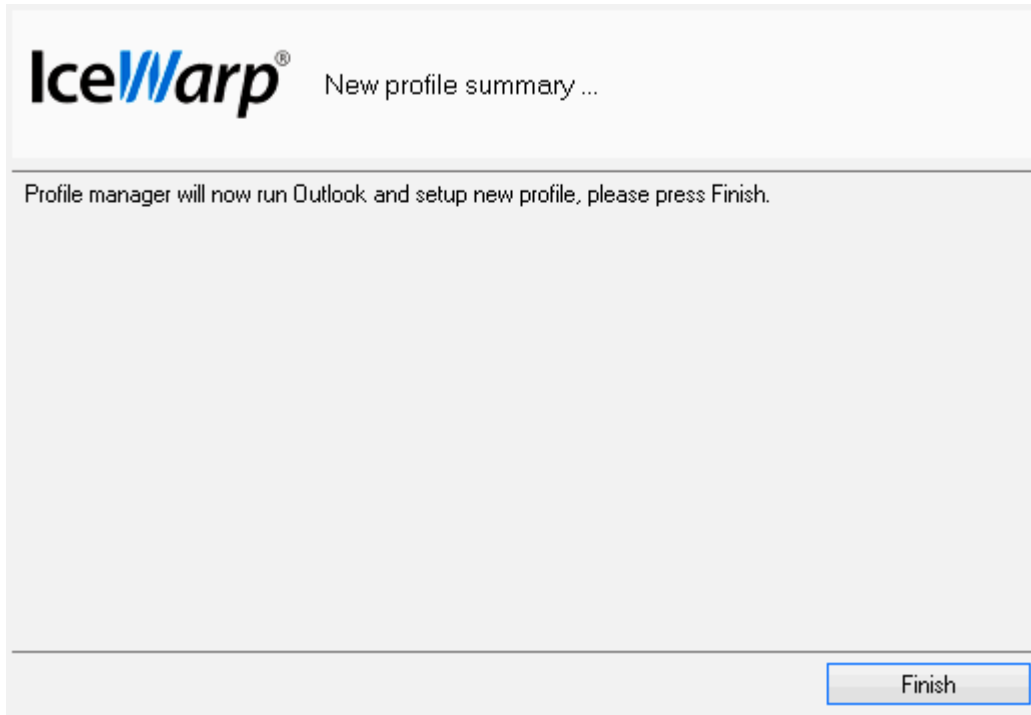 IceWarp® New profile summary ...
Profile manager will now run Outlook and setup new profile, please press Finish.
Finish